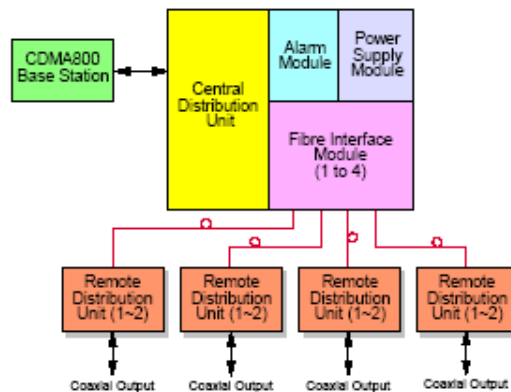 CDMA800
Base Station
Central
Distribution
Unit
Alarm
Module
Power
Supply
Module
Fibre Interface
Module
(1 to 4)
Remote
Distribution
Unit (1~2)
Remote
Distribution
Unit (1~2)
Remote
Distribution
Unit (1~2)
Remote
Distribution
Unit (1~2)
Coaxial Output
Coaxial Output
Coaxial Output
Coaxial Output